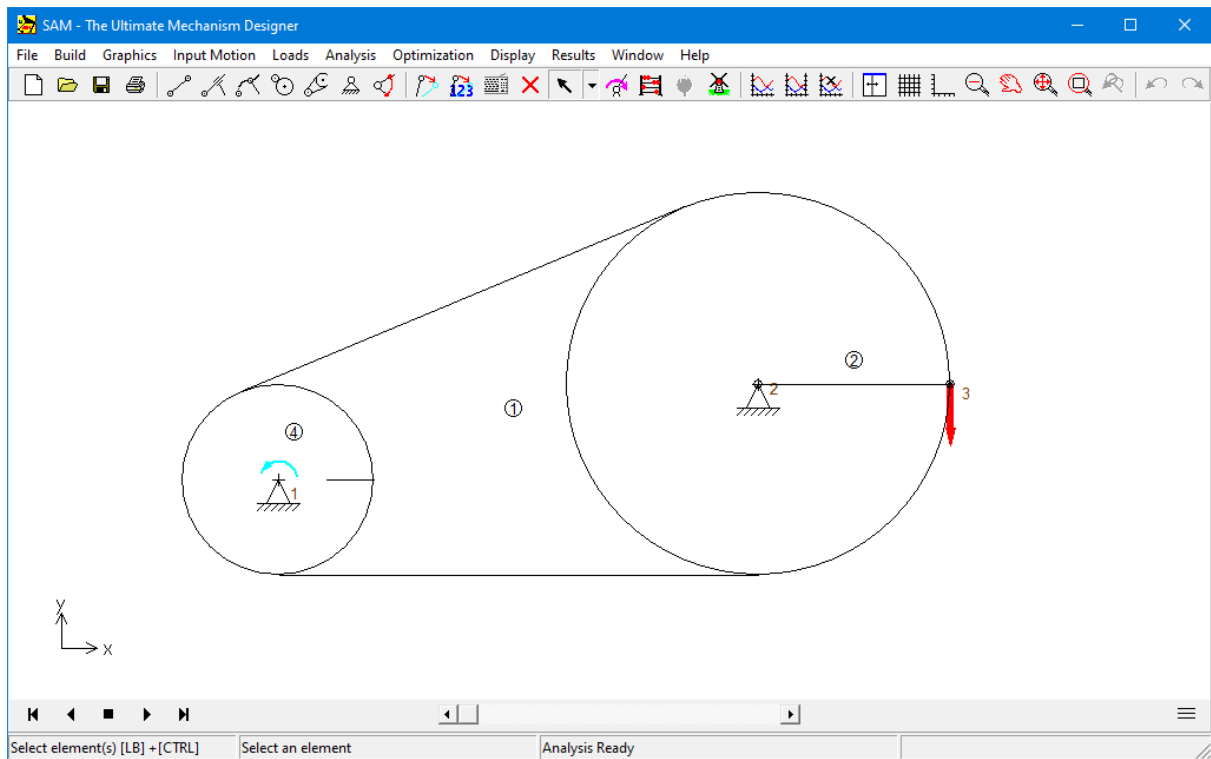 SAM - The Ultimate Mechanism Designer
File Build Graphics Input Motion Loads Analysis Optimization Display Results Window Help
123
2
2
3
1
4
1
y
x
Select element(s) [LB] +[CTRL] Select an element Analysis Ready